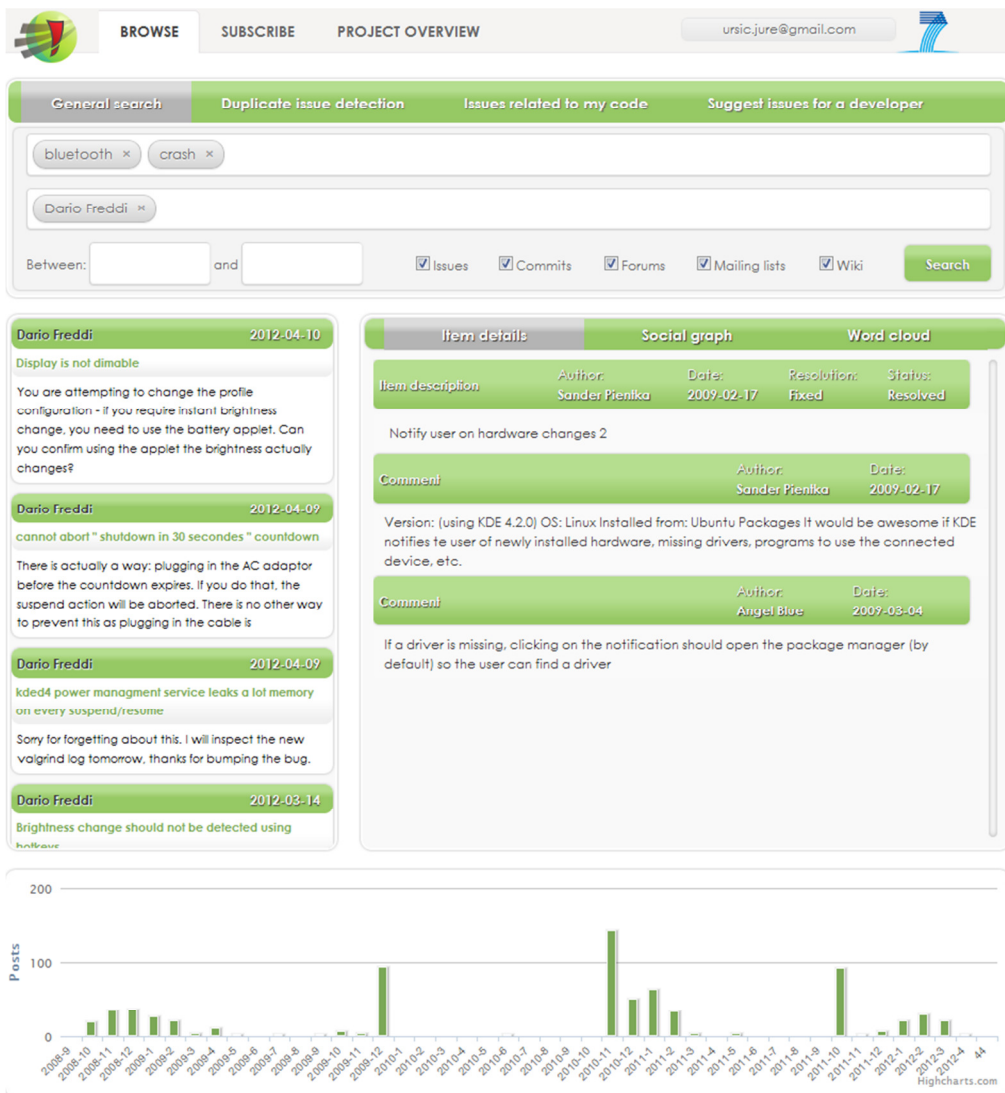 BROWSE SUBSCRIBE PROJECT OVERVIEW ursic.jure@gmail.com
General search Duplicate issue detection Issues related to my code Suggest issues for a developer
bluetooth × crash ×
Dario Freddi ×
Between: and Issues Commits Forums Mailing lists Wiki Search
Dario Freddi 2012-04-10
Display is not dimable
You are attempting to change the profile
configuration - if you require instant brightness
change, you need to use the battery applet. Can
you confirm using the applet the brightness actually
changes?
Dario Freddi 2012-04-09
cannot abort " shutdown in 30 secondes " countdown
There is actually a way: plugging in the AC adaptor
before the countdown expires. If you do that, the
suspend action will be aborted. There is no other way
to prevent this as plugging in the cable is
Dario Freddi 2012-04-09
kded4 power managment service leaks a lot memory
on every suspend/resume
Sorry for forgetting about this. I will inspect the new
valgrind log tomorrow, thanks for bumping the bug.
Dario Freddi 2012-03-14
Brightness change should not be detected using
hotkeys
Item details Social graph Word cloud
Item description Author: Date: Resolution: Status:
Sander Pientka 2009-02-17 Fixed Resolved
Notify user on hardware changes 2
Comment Author: Date:
Sander Pientka 2009-02-17
Version: (using KDE 4.2.0) OS: Linux Installed from: Ubuntu Packages It would be awesome if KDE
notifies te user of newly installed hardware, missing drivers, programs to use the connected
device, etc.
Comment Author: Date:
Angel Blue 2009-03-04
If a driver is missing, clicking on the notification should open the package manager (by
default) so the user can find a driver
200
100
0
Posts
2008-9 2008-10 2008-11 2008-12 2009-1 2009-2 2009-3 2009-4 2009-5 2009-6 2009-7 2009-8 2009-9 2009-10 2009-11 2009-12 2010-1 2010-2 2010-3 2010-4 2010-5 2010-6 2010-7 2010-8 2010-9 2010-10 2010-11 2010-12 2011-1 2011-2 2011-3 2011-4 2011-5 2011-6 2011-7 2011-8 2011-9 2011-10 2011-11 2011-12 2012-1 2012-2 2012-3 2012-4 44
Highcharts.com